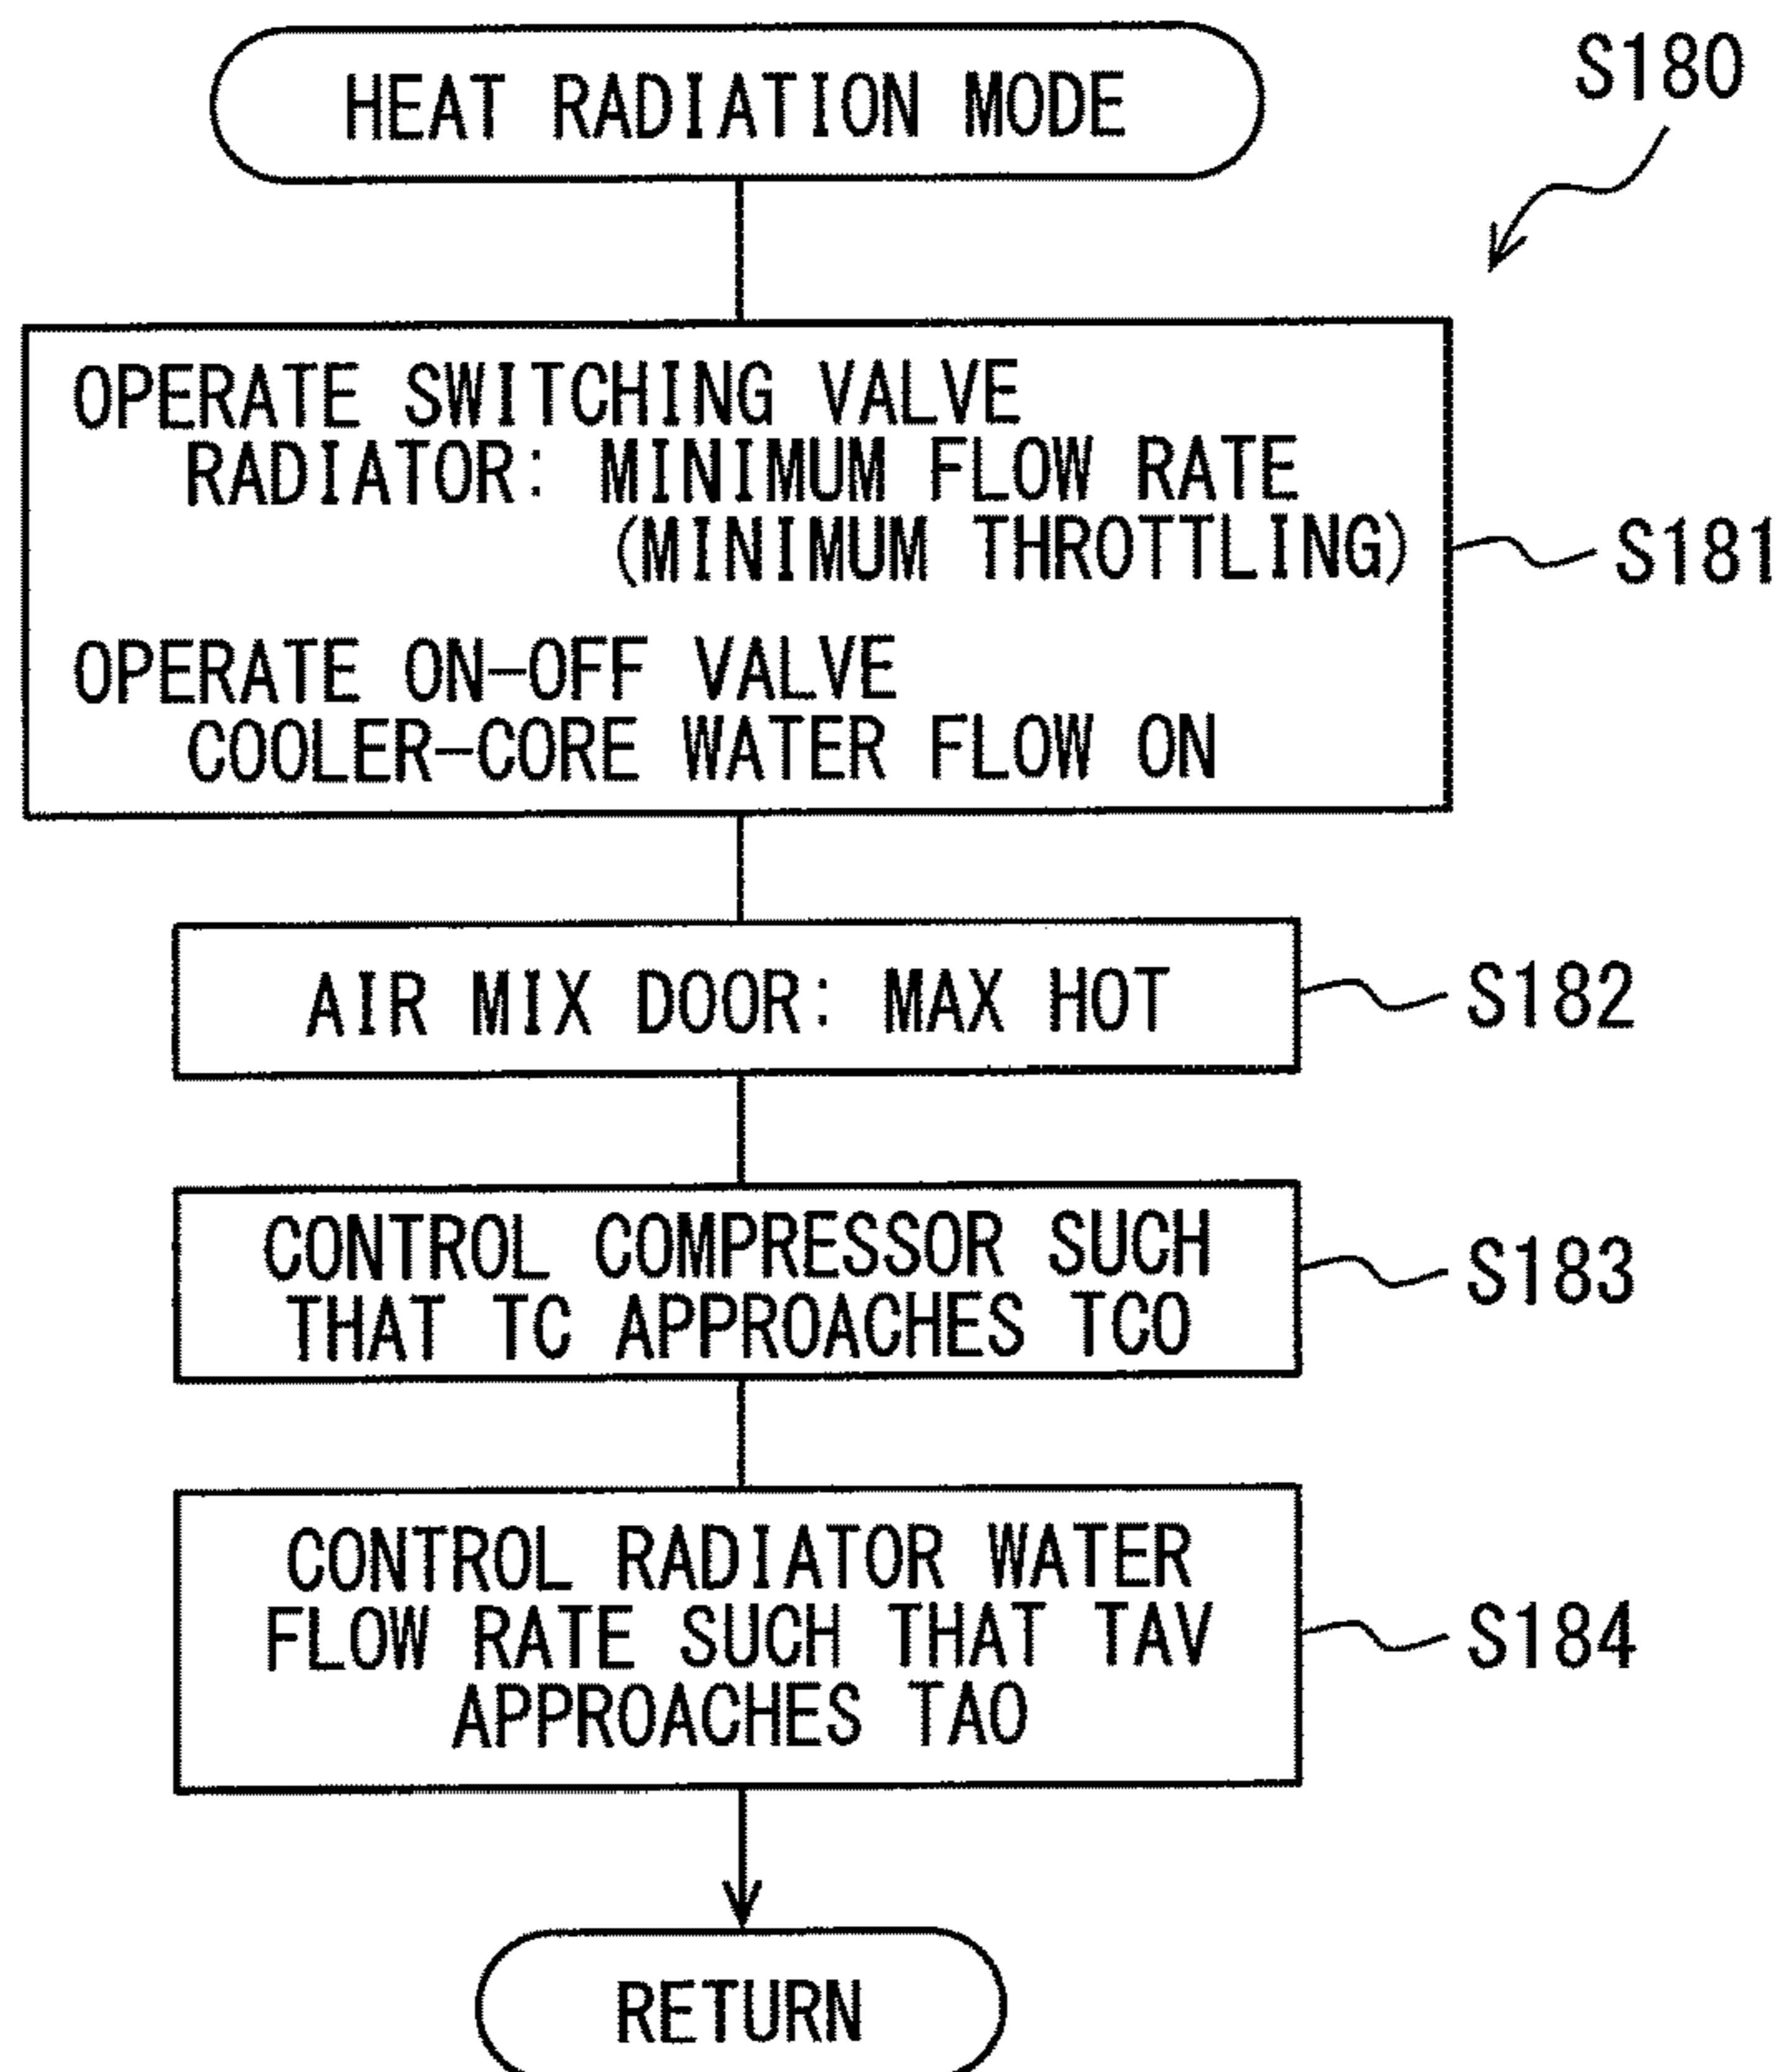 HEAT RADIATION MODE
S180
OPERATE SWITCHING VALVE
RADIATOR: MINIMUM FLOW RATE
(MINIMUM THROTTLING)
S181
OPERATE ON-OFF VALVE
COOLER-CORE WATER FLOW ON
AIR MIX DOOR: MAX HOT
S182
CONTROL COMPRESSOR SUCH
THAT TC APPROACHES TCO
S183
CONTROL RADIATOR WATER
FLOW RATE SUCH THAT TAV
APPROACHES TAO
S184
RETURN